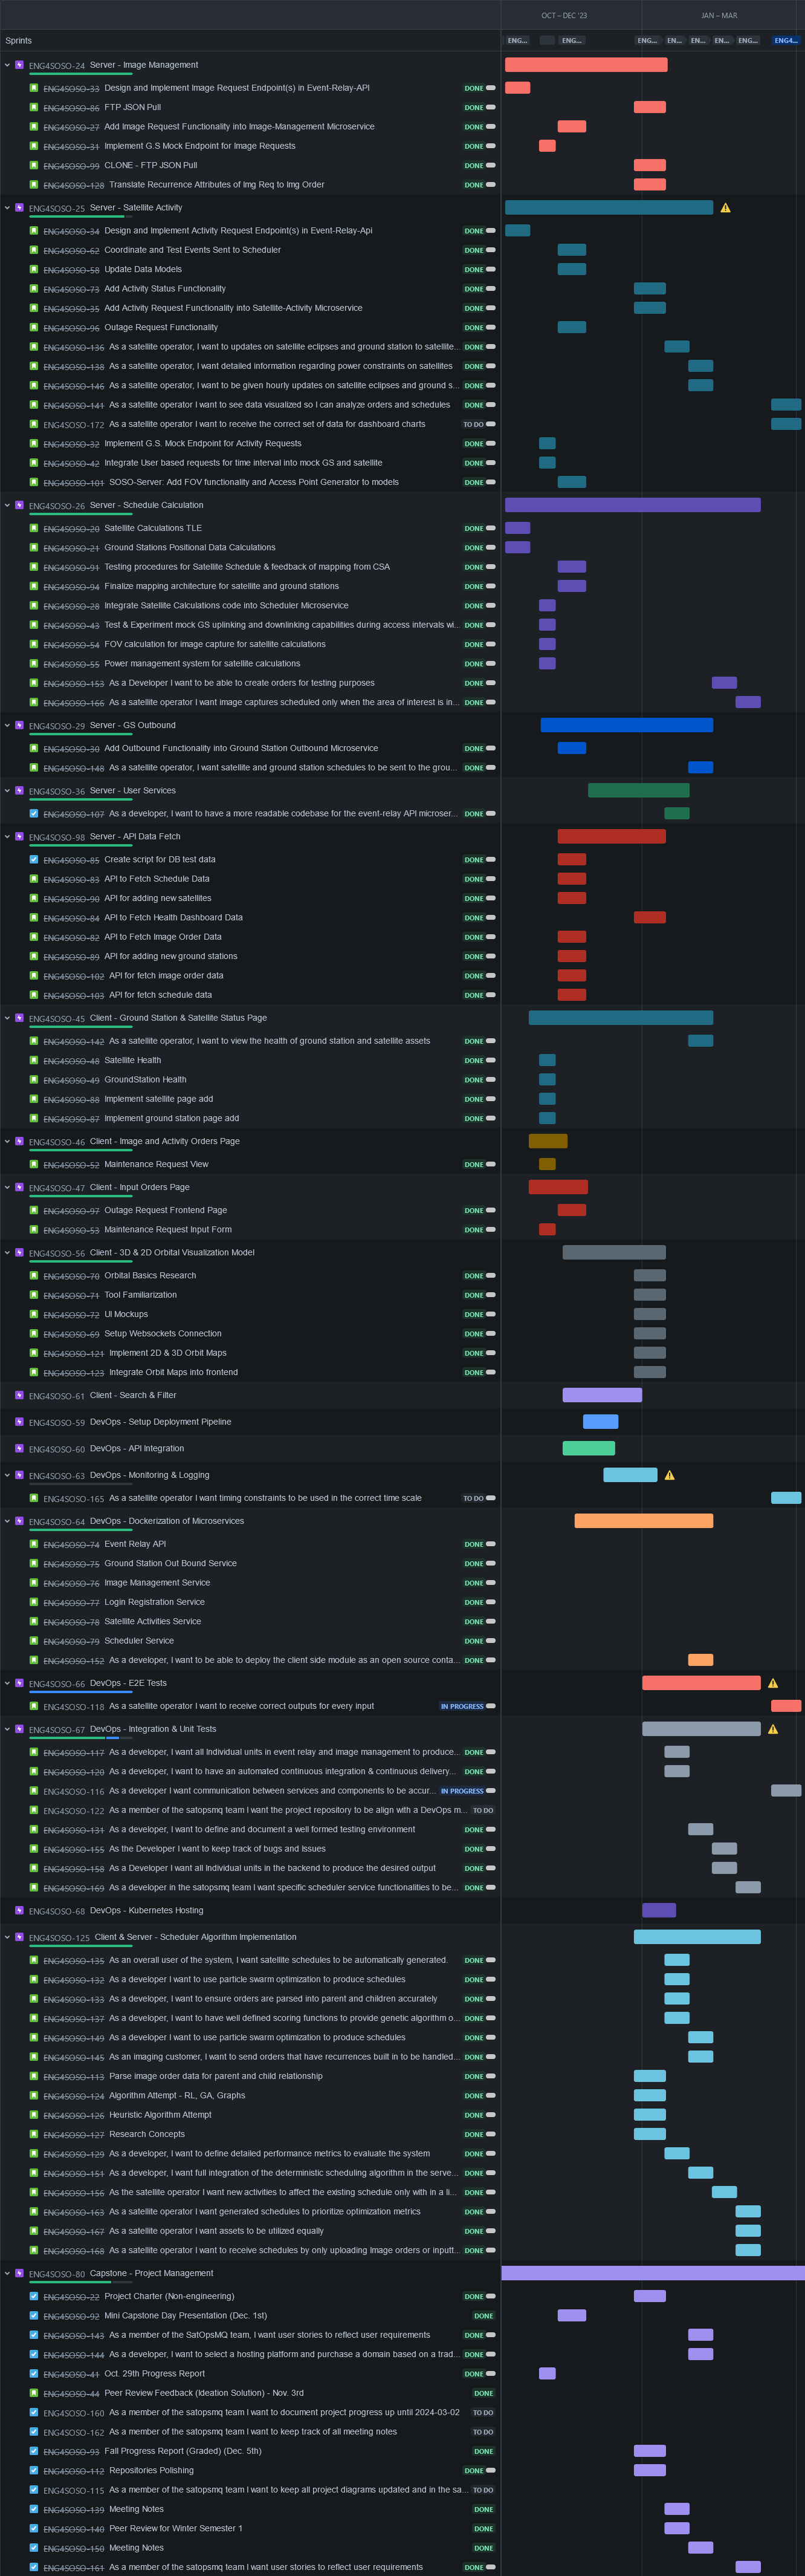 OCT – DEC '23 JAN – MAR
Sprints ENG... ENG... ENG... EN... EN... EN... ENG... ENG4...
ENG4SOSO-24 Server - Image Management
ENG4SOSO-33 Design and Implement Image Request Endpoint(s) in Event-Relay-API DONE
ENG4SOSO-86 FTP JSON Pull DONE
ENG4SOSO-27 Add Image Request Functionality into Image-Management Microservice DONE
ENG4SOSO-31 Implement G.S Mock Endpoint for Image Requests DONE
ENG4SOSO-99 CLONE - FTP JSON Pull DONE
ENG4SOSO-128 Translate Recurrence Attributes of Img Req to Img Order DONE
ENG4SOSO-25 Server - Satellite Activity
ENG4SOSO-34 Design and Implement Activity Request Endpoint(s) in Event-Relay-Api DONE
ENG4SOSO-62 Coordinate and Test Events Sent to Scheduler DONE
ENG4SOSO-58 Update Data Models DONE
ENG4SOSO-73 Add Activity Status Functionality DONE
ENG4SOSO-35 Add Activity Request Functionality into Satellite-Activity Microservice DONE
ENG4SOSO-96 Outage Request Functionality DONE
ENG4SOSO-136 As a satellite operator, I want to updates on satellite eclipses and ground station to satellite... DONE
ENG4SOSO-138 As a satellite operator, I want detailed information regarding power constraints on satellites DONE
ENG4SOSO-146 As a satellite operator, I want to be given hourly updates on satellite eclipses and ground s... DONE
ENG4SOSO-141 As a satellite operator I want to see data visualized so I can analyze orders and schedules DONE
ENG4SOSO-172 As a satellite operator I want to receive the correct set of data for dashboard charts TO DO
ENG4SOSO-32 Implement G.S. Mock Endpoint for Activity Requests DONE
ENG4SOSO-42 Integrate User based requests for time interval into mock GS and satellite DONE
ENG4SOSO-101 SOSO-Server: Add FOV functionality and Access Point Generator to models DONE
ENG4SOSO-26 Server - Schedule Calculation
ENG4SOSO-20 Satellite Calculations TLE DONE
ENG4SOSO-21 Ground Stations Positional Data Calculations DONE
ENG4SOSO-91 Testing procedures for Satellite Schedule & feedback of mapping from CSA DONE
ENG4SOSO-94 Finalize mapping architecture for satellite and ground stations DONE
ENG4SOSO-28 Integrate Satellite Calculations code into Scheduler Microservice DONE
ENG4SOSO-43 Test & Experiment mock GS uplinking and downlinking capabilities during access intervals wi... DONE
ENG4SOSO-54 FOV calculation for image capture for satellite calculations DONE
ENG4SOSO-55 Power management system for satellite calculations DONE
ENG4SOSO-153 As a Developer I want to be able to create orders for testing purposes DONE
ENG4SOSO-166 As a satellite operator I want image captures scheduled only when the area of interest is in... DONE
ENG4SOSO-29 Server - GS Outbound
ENG4SOSO-30 Add Outbound Functionality into Ground Station Outbound Microservice DONE
ENG4SOSO-148 As a satellite operator, I want satellite and ground station schedules to be sent to the grou... DONE
ENG4SOSO-36 Server - User Services
ENG4SOSO-107 As a developer, I want to have a more readable codebase for the event-relay API microser... DONE
ENG4SOSO-98 Server - API Data Fetch
ENG4SOSO-85 Create script for DB test data DONE
ENG4SOSO-83 API to Fetch Schedule Data DONE
ENG4SOSO-90 API for adding new satellites DONE
ENG4SOSO-84 API to Fetch Health Dashboard Data DONE
ENG4SOSO-82 API to Fetch Image Order Data DONE
ENG4SOSO-89 API for adding new ground stations DONE
ENG4SOSO-102 API for fetch image order data DONE
ENG4SOSO-103 API for fetch schedule data DONE
ENG4SOSO-45 Client - Ground Station & Satellite Status Page
ENG4SOSO-142 As a satellite operator, I want to view the health of ground station and satellite assets DONE
ENG4SOSO-48 Satellite Health DONE
ENG4SOSO-49 GroundStation Health DONE
ENG4SOSO-88 Implement satellite page add DONE
ENG4SOSO-87 Implement ground station page add DONE
ENG4SOSO-46 Client - Image and Activity Orders Page
ENG4SOSO-52 Maintenance Request View DONE
ENG4SOSO-47 Client - Input Orders Page
ENG4SOSO-97 Outage Request Frontend Page DONE
ENG4SOSO-53 Maintenance Request Input Form DONE
ENG4SOSO-56 Client - 3D & 2D Orbital Visualization Model
ENG4SOSO-70 Orbital Basics Research DONE
ENG4SOSO-71 Tool Familiarization DONE
ENG4SOSO-72 UI Mockups DONE
ENG4SOSO-69 Setup Websockets Connection DONE
ENG4SOSO-121 Implement 2D & 3D Orbit Maps DONE
ENG4SOSO-123 Integrate Orbit Maps into frontend DONE
ENG4SOSO-61 Client - Search & Filter
ENG4SOSO-59 DevOps - Setup Deployment Pipeline
ENG4SOSO-60 DevOps - API Integration
ENG4SOSO-63 DevOps - Monitoring & Logging
ENG4SOSO-165 As a satellite operator I want timing constraints to be used in the correct time scale TO DO
ENG4SOSO-64 DevOps - Dockerization of Microservices
ENG4SOSO-74 Event Relay API DONE
ENG4SOSO-75 Ground Station Out Bound Service DONE
ENG4SOSO-76 Image Management Service DONE
ENG4SOSO-77 Login Registration Service DONE
ENG4SOSO-78 Satellite Activities Service DONE
ENG4SOSO-79 Scheduler Service DONE
ENG4SOSO-152 As a developer, I want to be able to deploy the client side module as an open source conta... DONE
ENG4SOSO-66 DevOps - E2E Tests
ENG4SOSO-118 As a satellite operator I want to receive correct outputs for every input IN PROGRESS
ENG4SOSO-67 DevOps - Integration & Unit Tests
ENG4SOSO-117 As a developer, I want all Individual units in event relay and image management to produce... DONE
ENG4SOSO-120 As a developer, I want to have an automated continuous integration & continuous delivery... DONE
ENG4SOSO-116 As a developer I want communication between services and components to be accur... IN PROGRESS
ENG4SOSO-122 As a member of the satopsmq team I want the project repository to be align with a DevOps m... TO DO
ENG4SOSO-131 As a developer, I want to define and document a well formed testing environment DONE
ENG4SOSO-155 As the Developer I want to keep track of bugs and Issues DONE
ENG4SOSO-158 As a Developer I want all Individual units in the backend to produce the desired output DONE
ENG4SOSO-169 As a developer in the satopsmq team I want specific scheduler service functionalities to be... DONE
ENG4SOSO-68 DevOps - Kubernetes Hosting
ENG4SOSO-125 Client & Server - Scheduler Algorithm Implementation
ENG4SOSO-135 As an overall user of the system, I want satellite schedules to be automatically generated. DONE
ENG4SOSO-132 As a developer I want to use particle swarm optimization to produce schedules DONE
ENG4SOSO-133 As a developer, I want to ensure orders are parsed into parent and children accurately DONE
ENG4SOSO-137 As a developer, I want to have well defined scoring functions to provide genetic algorithm o... DONE
ENG4SOSO-149 As a developer I want to use particle swarm optimization to produce schedules DONE
ENG4SOSO-145 As an imaging customer, I want to send orders that have recurrences built in to be handled... DONE
ENG4SOSO-113 Parse image order data for parent and child relationship DONE
ENG4SOSO-124 Algorithm Attempt - RL, GA, Graphs DONE
ENG4SOSO-126 Heuristic Algorithm Attempt DONE
ENG4SOSO-127 Research Concepts DONE
ENG4SOSO-129 As a developer, I want to define detailed performance metrics to evaluate the system DONE
ENG4SOSO-151 As a developer, I want full integration of the deterministic scheduling algorithm in the serve... DONE
ENG4SOSO-156 As the satellite operator I want new activities to affect the existing schedule only with in a li... DONE
ENG4SOSO-163 As a satellite operator I want generated schedules to prioritize optimization metrics DONE
ENG4SOSO-167 As a satellite operator I want assets to be utilized equally DONE
ENG4SOSO-168 As a satellite operator I want to receive schedules by only uploading Image orders or inputt... DONE
ENG4SOSO-80 Capstone - Project Management
ENG4SOSO-22 Project Charter (Non-engineering) DONE
ENG4SOSO-92 Mini Capstone Day Presentation (Dec. 1st) DONE
ENG4SOSO-143 As a member of the SatOpsMQ team, I want user stories to reflect user requirements DONE
ENG4SOSO-144 As a developer, I want to select a hosting platform and purchase a domain based on a trad... DONE
ENG4SOSO-41 Oct. 29th Progress Report DONE
ENG4SOSO-44 Peer Review Feedback (Ideation Solution) - Nov. 3rd DONE
ENG4SOSO-160 As a member of the satopsmq team I want to document project progress up until 2024-03-02 TO DO
ENG4SOSO-162 As a member of the satopsmq team I want to keep track of all meeting notes TO DO
ENG4SOSO-93 Fall Progress Report (Graded) (Dec. 5th) DONE
ENG4SOSO-112 Repositories Polishing DONE
ENG4SOSO-115 As a member of the satopsmq team I want to keep all project diagrams updated and in the sa... TO DO
ENG4SOSO-139 Meeting Notes DONE
ENG4SOSO-140 Peer Review for Winter Semester 1 DONE
ENG4SOSO-150 Meeting Notes DONE
ENG4SOSO-161 As a member of the satopsmq team I want user stories to reflect user requirements DONE